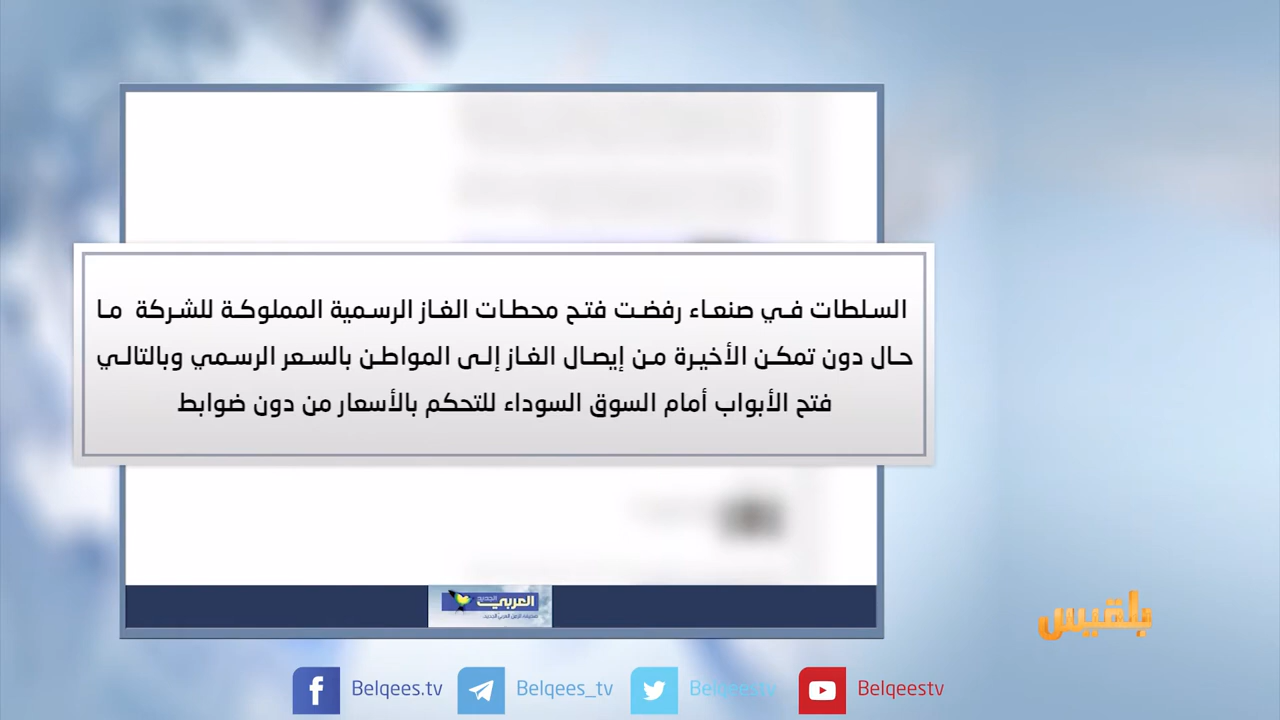 السلطات في صنعاء رفضت فتح محطات الغاز الرسمية المملوكة للشركة ما
حال دون تمكن الأخيرة من إيصال الغاز إلى المواطن بالسعر الرسمي وبالتالي
فتح الأبواب أمام السوق السوداء للتحكم بالأسعار من دون ضوابط
العربي الجديد
بلقيس
Belqees.tv
Belqees_tv
Belqeestv
Belqeestv